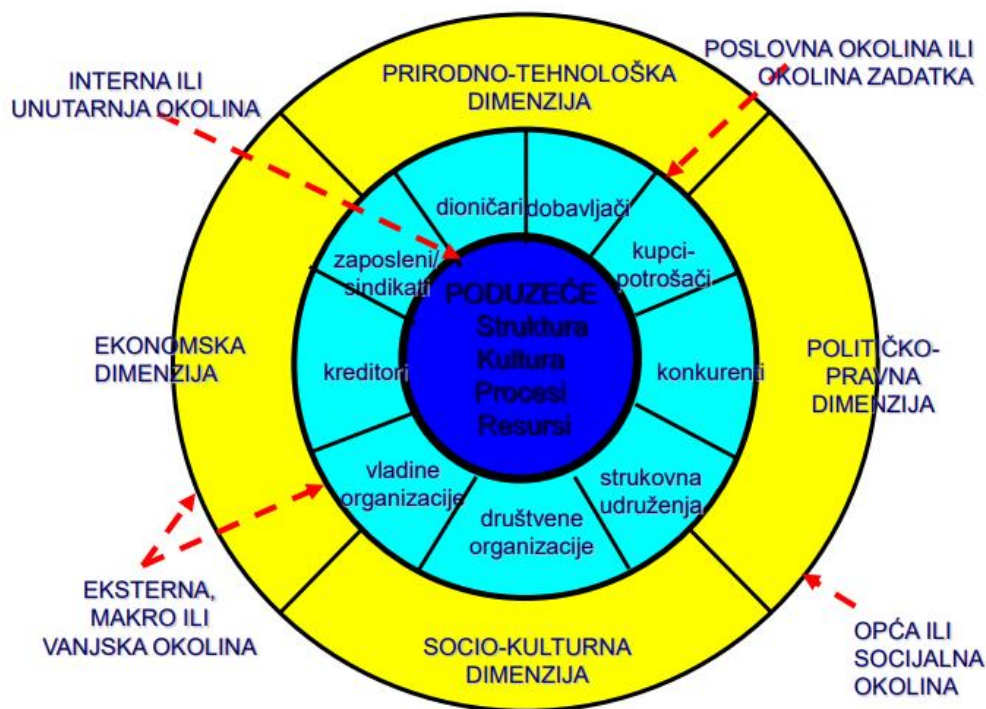 INTERNA ILI
UNUTARNJA OKOLINA
PRIRODNO-TEHNOLOŠKA
DIMENZIJA
POSLOVNA OKOLINA ILI
OKOLINA ZADATKA
dioničari
dobavljači
zaposleni/
sindikati
kupci-
potrošači
PODUZEĆE
Struktura
Kultura
Procesi
Resursi
EKONOMSKA
DIMENZIJA
kreditori
konkurenti
POLITIČKO-
PRAVNA
DIMENZIJA
vladine
organizacije
društvene
organizacije
strukovna
udruženja
EKSTERNA,
MAKRO ILI
VANJSKA OKOLINA
SOCIO-KULTURNA
DIMENZIJA
OPĆA ILI
SOCIJALNA
OKOLINA